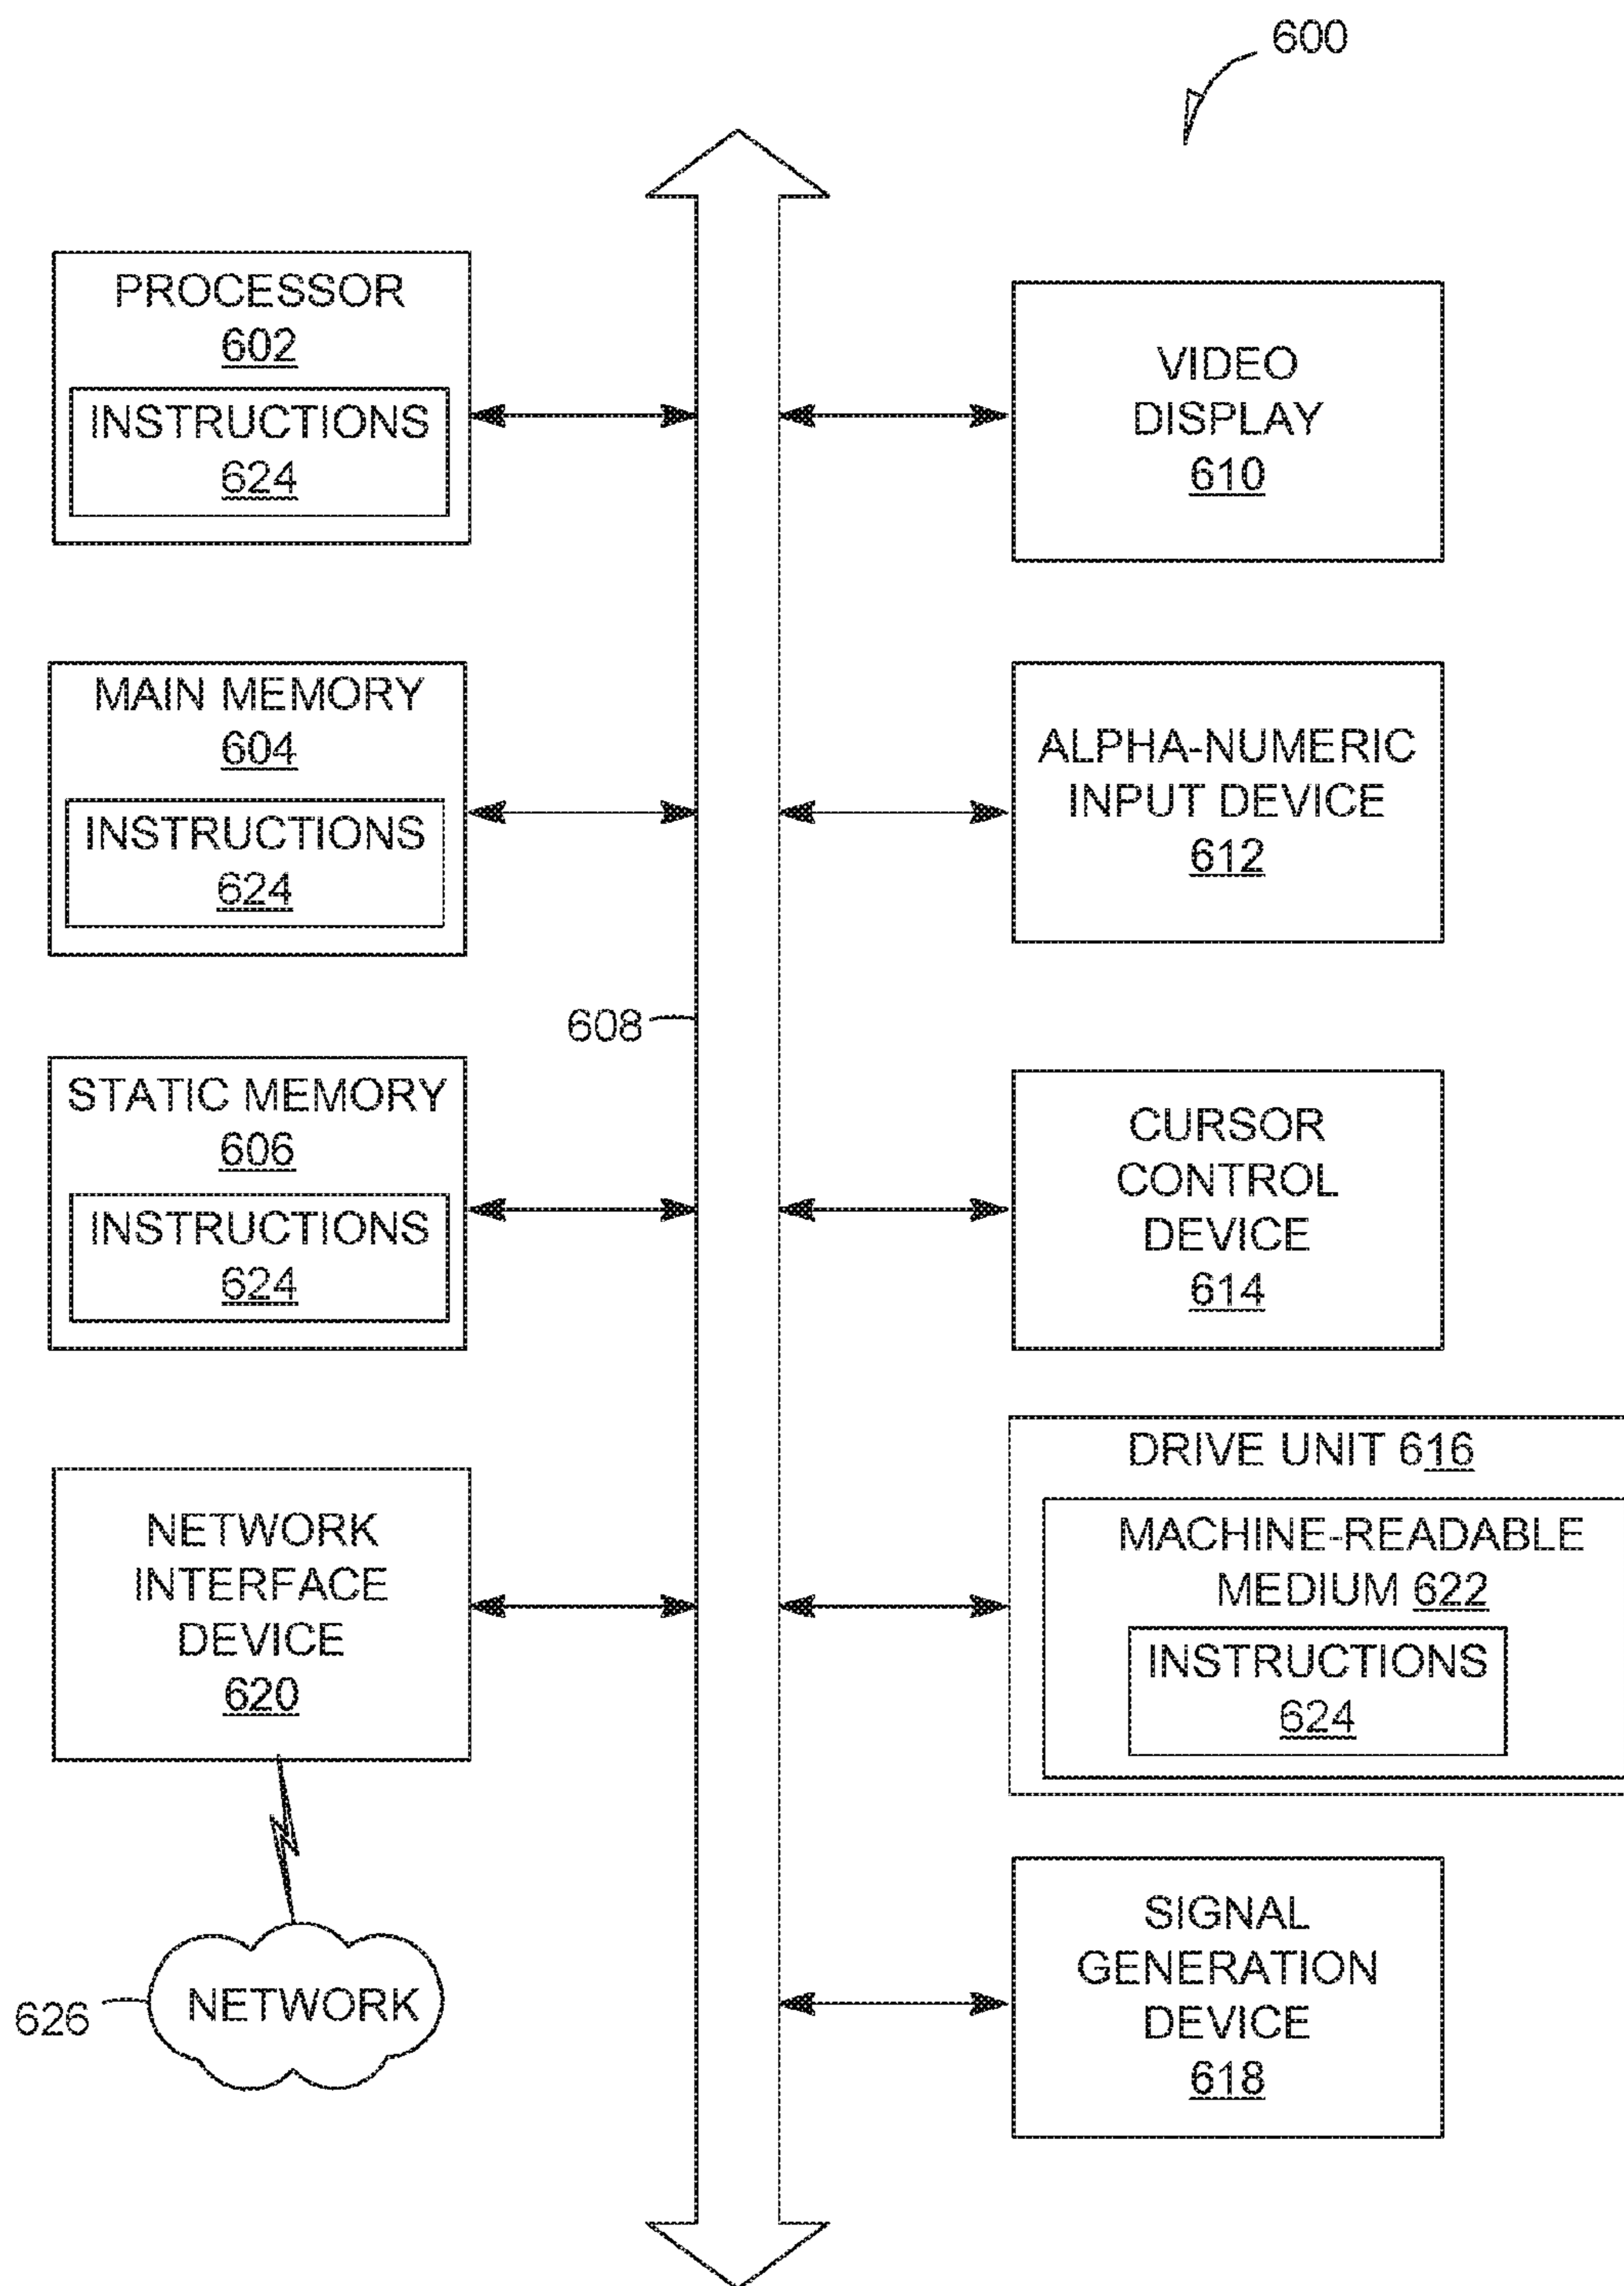 600
PROCESSOR
602
INSTRUCTIONS
624
VIDEO
DISPLAY
610
MAIN MEMORY
604
INSTRUCTIONS
624
ALPHA-NUMERIC
INPUT DEVICE
612
608
STATIC MEMORY
606
INSTRUCTIONS
624
CURSOR
CONTROL
DEVICE
614
NETWORK
INTERFACE
DEVICE
620
DRIVE UNIT 616
MACHINE-READABLE
MEDIUM 622
INSTRUCTIONS
624
626
NETWORK
SIGNAL
GENERATION
DEVICE
618